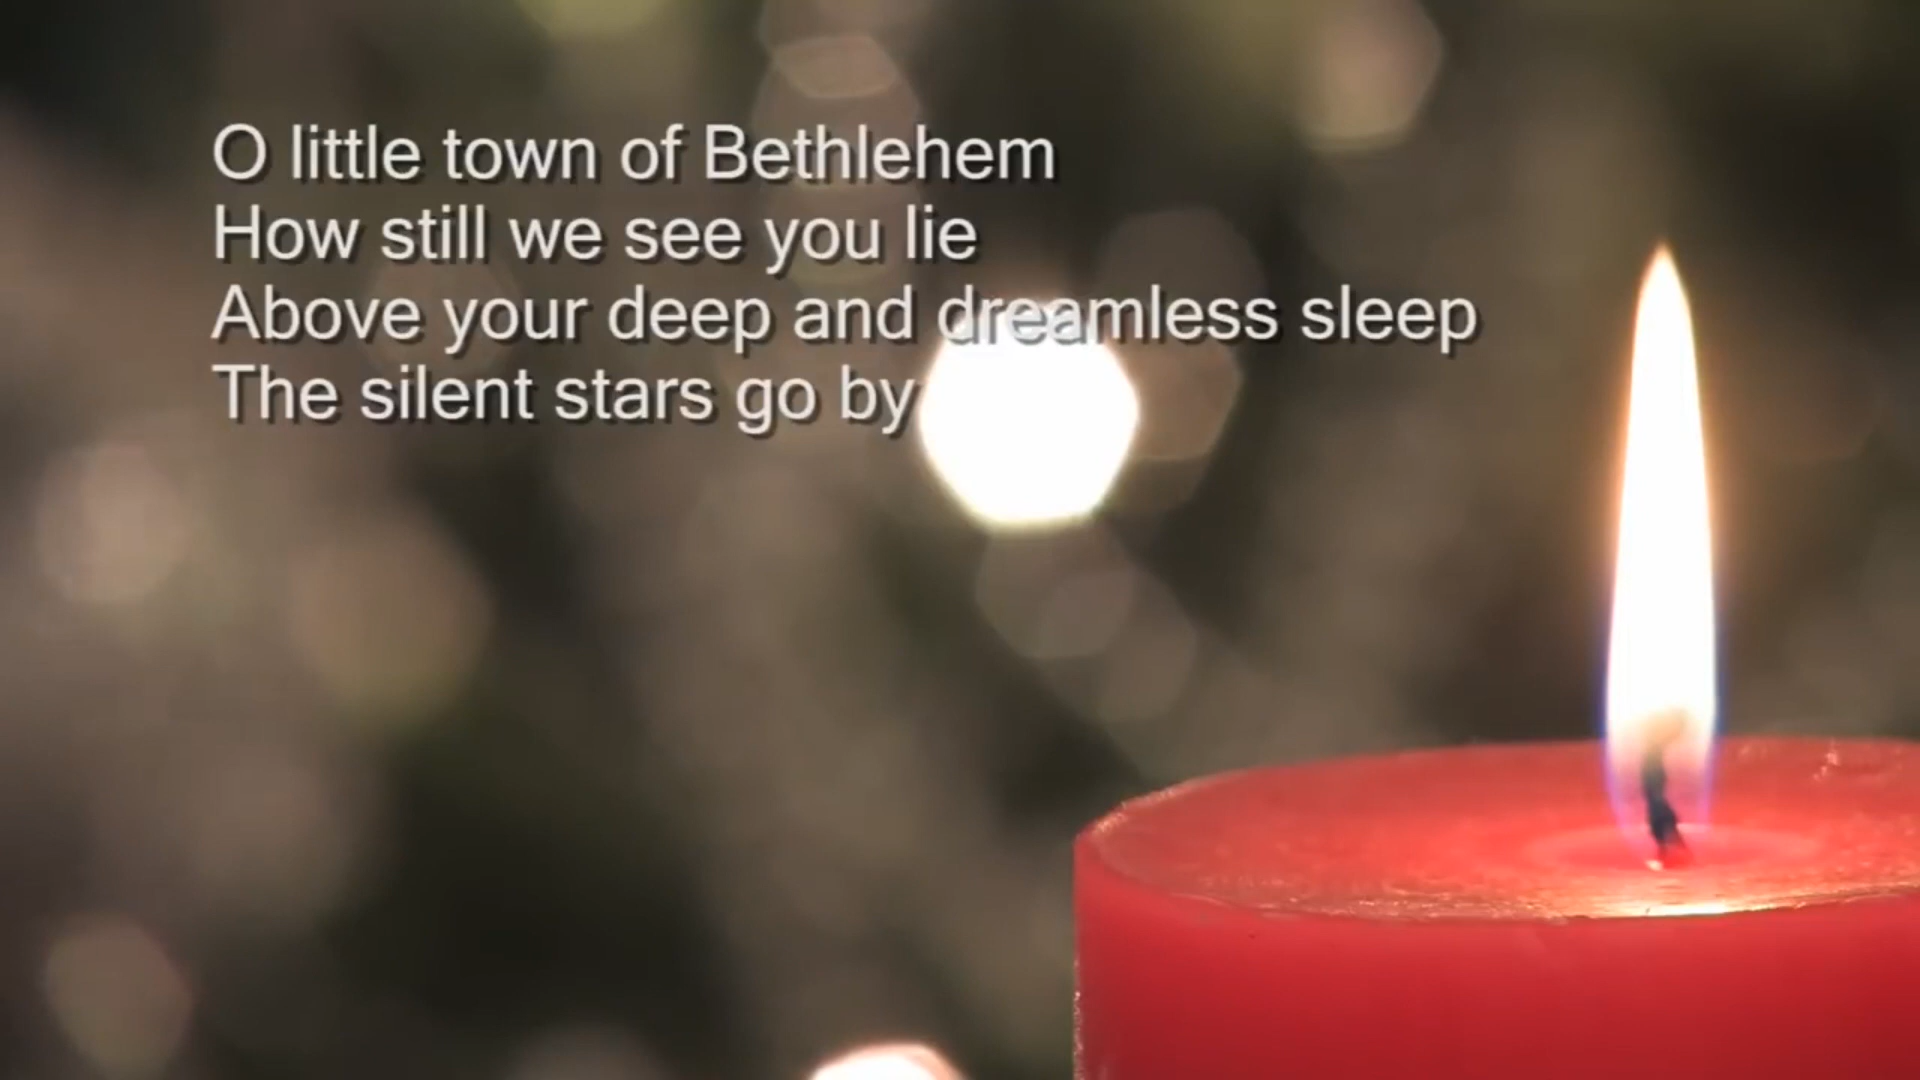 O little town of Bethlehem
How still we see you lie
Above your deep and dreamless sleep
The silent stars go by